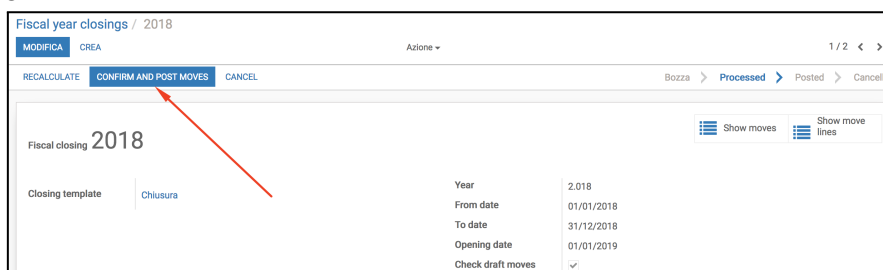 Fiscal year closings / 2018
MODIFICA CREA Azione 1 / 2
RECALCULATE CONFIRM AND POST MOVES CANCEL Bozza Processed Posted Cancell
Show moves Show move lines
Fiscal closing 2018
Closing template Chiusura
Year 2.018
From date 01/01/2018
To date 31/12/2018
Opening date 01/01/2019
Check draft moves